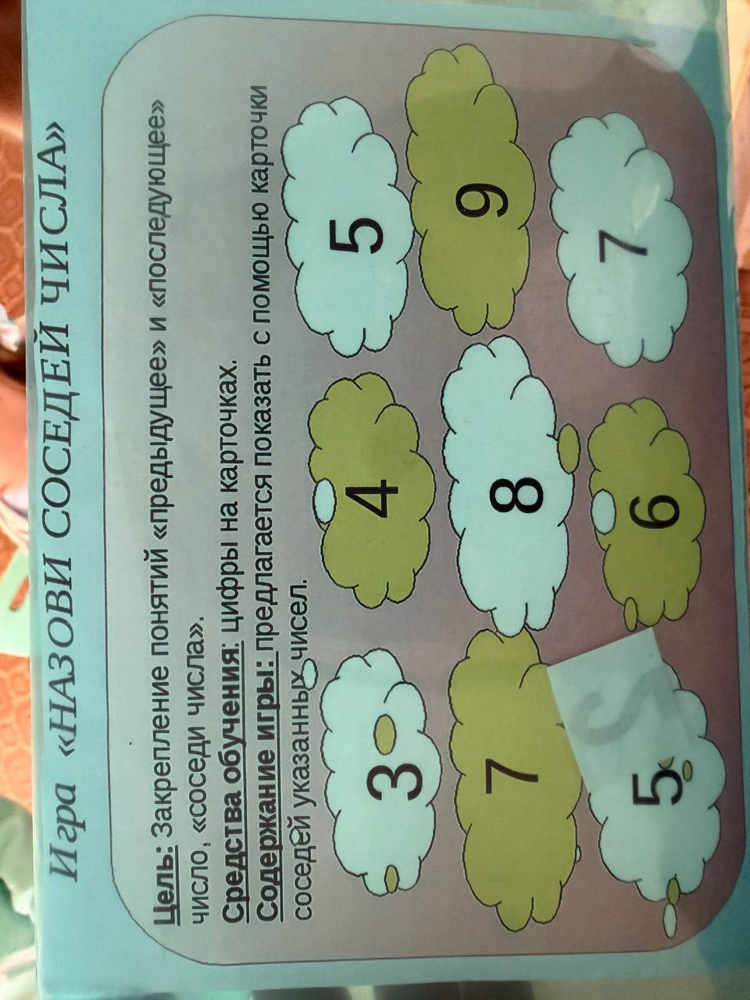 Игра «НАЗОВИ СОСЕДЕЙ ЧИСЛА»
Цель: Закрепление понятий «предыдущее» и «последующее»
число, «соседи числа».
Средства обучения: цифры на карточках.
Содержание игры: предлагается показать с помощью карточки
соседей указанных чисел.
3 4 5
7 8 9
5 6 7
2